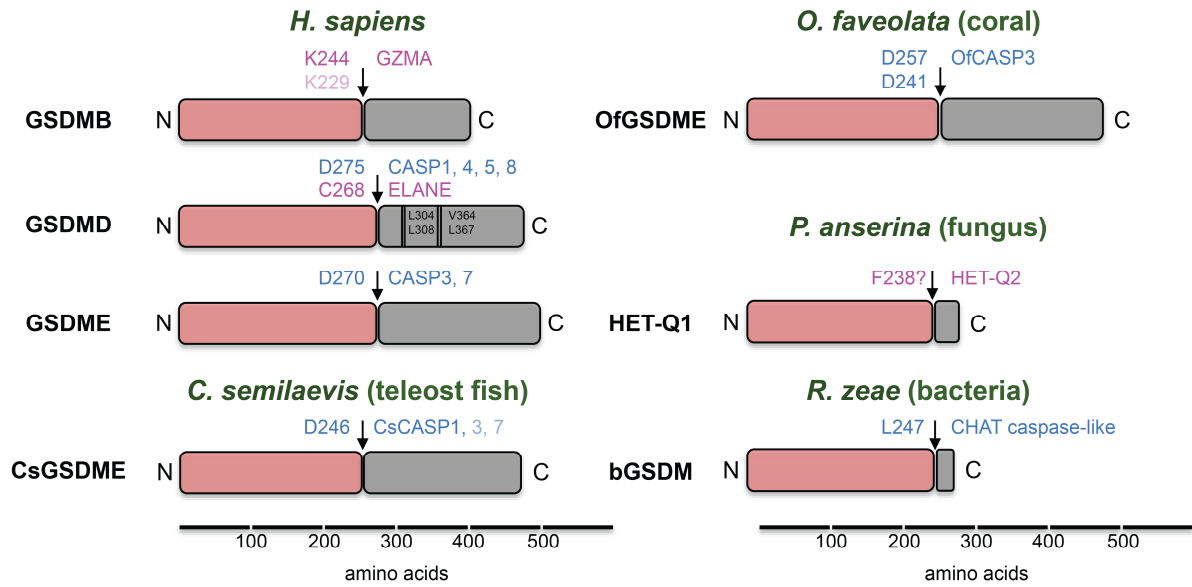 H. sapiens
K244 GZMA
K229
GSDMB N C
D275 CASP1, 4, 5, 8
C268 ELANE
GSDMD N L304 V364 C
L308 L367
D270 CASP3, 7
GSDME N C
C. semilaevis (teleost fish)
D246 CsCASP1, 3, 7
CsGSDME N C
100 200 300 400 500
amino acids
O. faveolata (coral)
D257 OfCASP3
D241
OfGSDME N C
P. anserina (fungus)
F238? HET-Q2
HET-Q1 N C
R. zeae (bacteria)
L247 CHAT caspase-like
bGSDM N C
100 200 300 400 500
amino acids